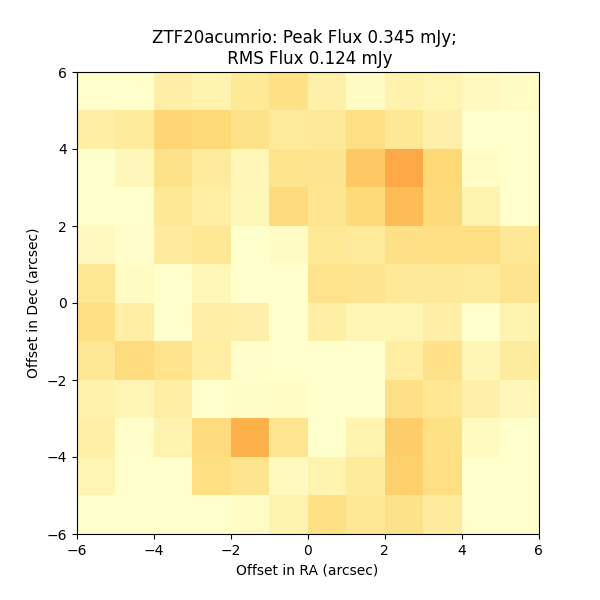 ZTF20acumrio: Peak Flux 0.345 mJy;
RMS Flux 0.124 mJy
6
4
2
0
−2
−4
−6
Offset in Dec (arcsec)
−6 −4 −2 0 2 4 6
Offset in RA (arcsec)